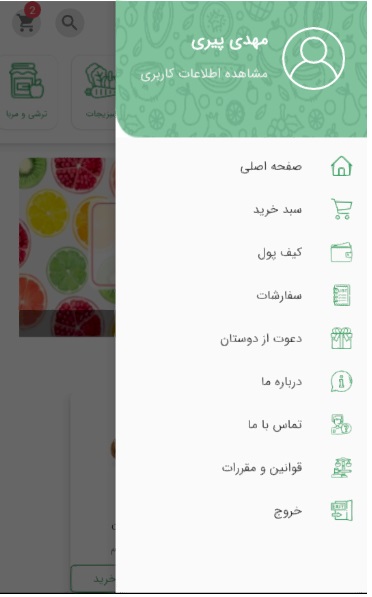 مهدی پیری
مشاهده اطلاعات کاربری
صفحه اصلی
سبد خرید
کیف پول
سفارشات
دعوت از دوستان
درباره ما
تماس با ما
قوانین و مقررات
خروج
2
ترشی و مربا
خرید